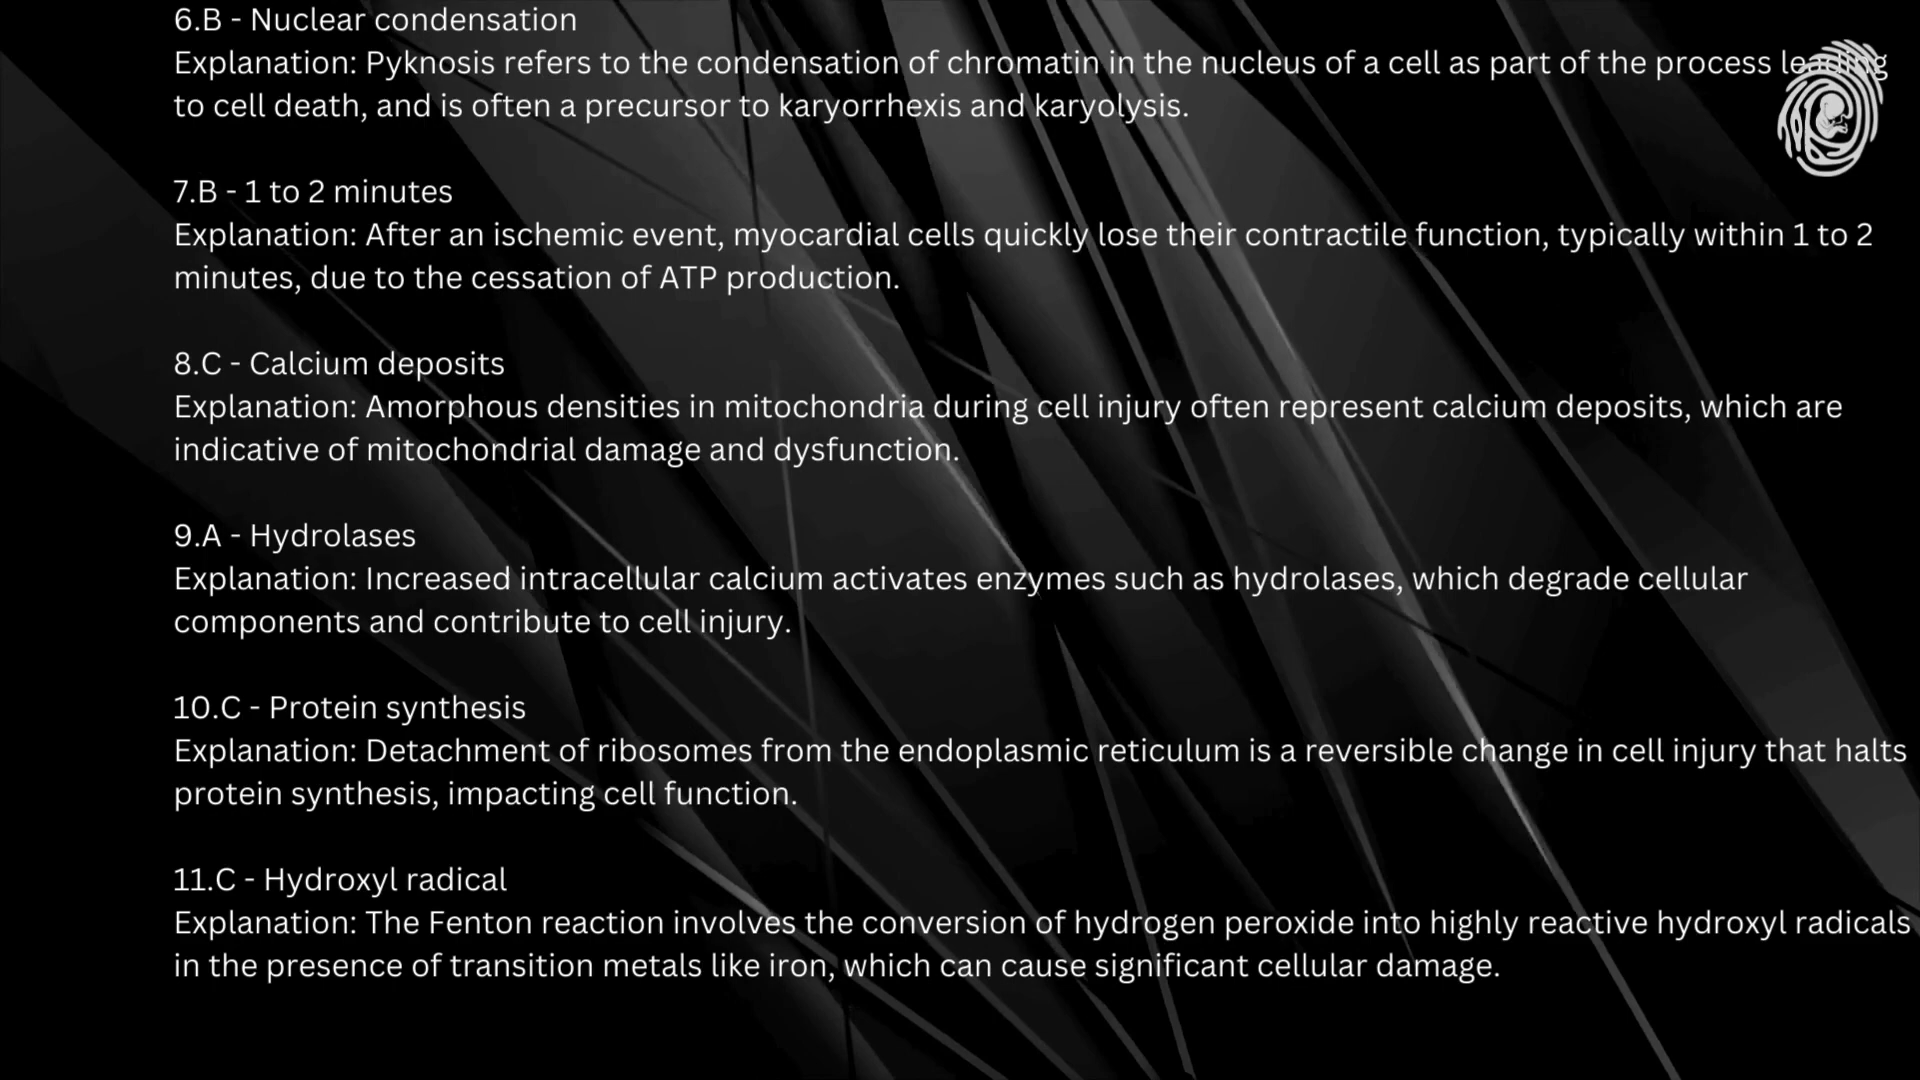 6.B - Nuclear condensation
Explanation: Pyknosis refers to the condensation of chromatin in the nucleus of a cell as part of the process leading
to cell death, and is often a precursor to karyorrhexis and karyolysis.
7.B - 1 to 2 minutes
Explanation: After an ischemic event, myocardial cells quickly lose their contractile function, typically within 1 to 2
minutes, due to the cessation of ATP production.
8.C - Calcium deposits
Explanation: Amorphous densities in mitochondria during cell injury often represent calcium deposits, which are
indicative of mitochondrial damage and dysfunction.
9.A - Hydrolases
Explanation: Increased intracellular calcium activates enzymes such as hydrolases, which degrade cellular
components and contribute to cell injury.
10.C - Protein synthesis
Explanation: Detachment of ribosomes from the endoplasmic reticulum is a reversible change in cell injury that halts
protein synthesis, impacting cell function.
11.C - Hydroxyl radical
Explanation: The Fenton reaction involves the conversion of hydrogen peroxide into highly reactive hydroxyl radicals
in the presence of transition metals like iron, which can cause significant cellular damage.